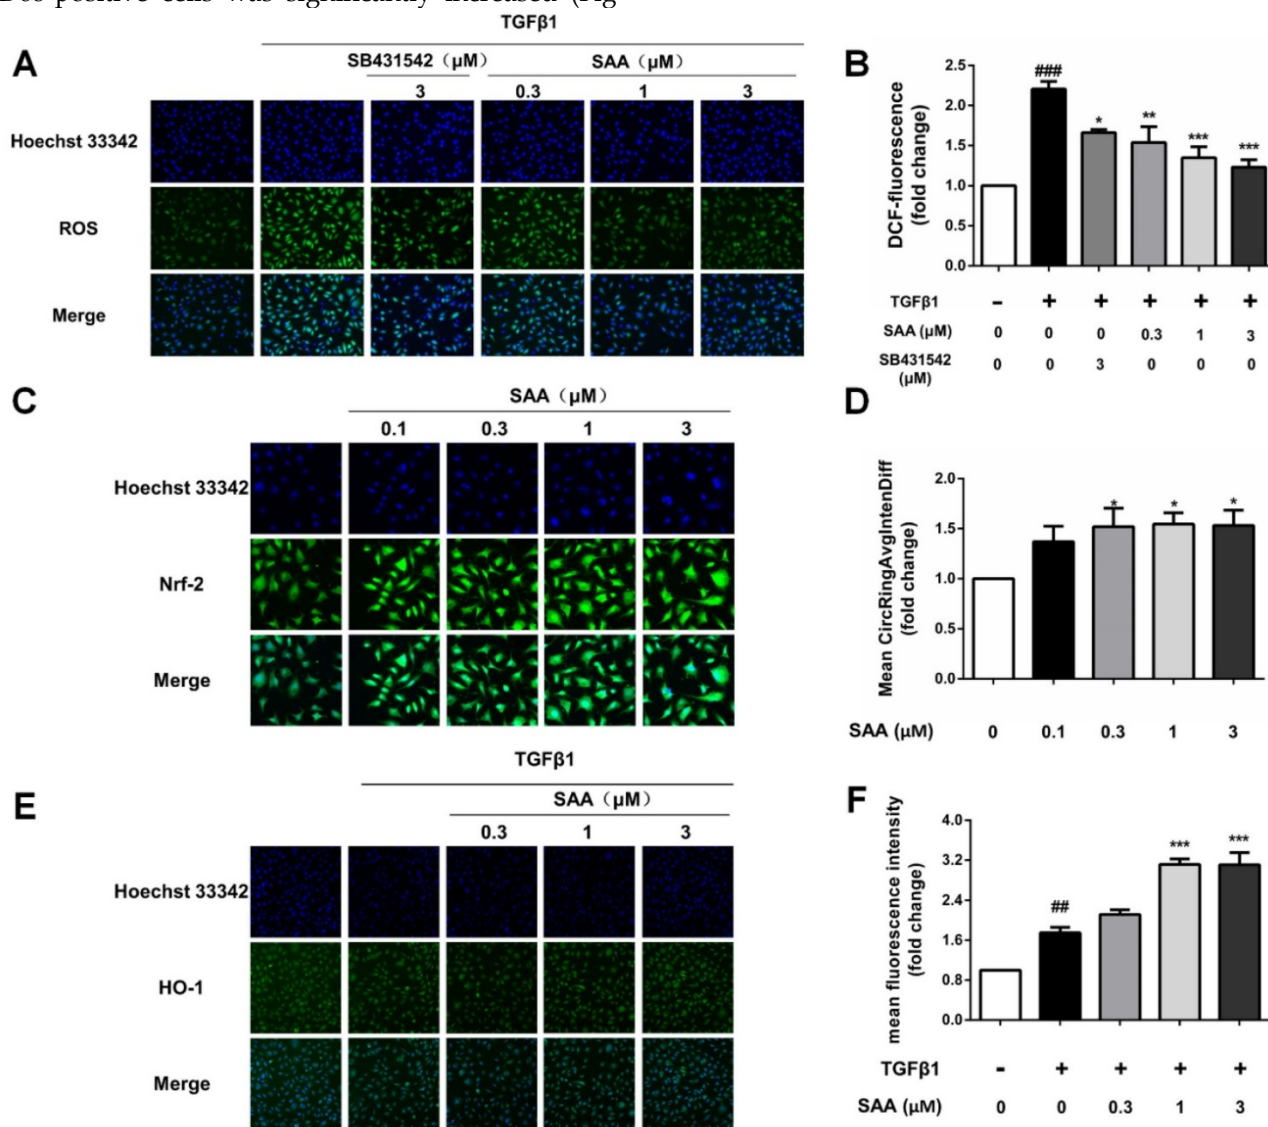 positive cells was significantly increased (Fig
TGFβ1
A
SB431542（μM）
SAA（μM）
3
0.3
1
3
Hoechst 33342
ROS
Merge
B
DCF-fluorescence
(fold change)
2.5
2.0
1.5
1.0
0.5
0.0
###
*
**
***
***
TGFβ1 - + + + + +
SAA (μM) 0 0 0 0.3 1 3
SB431542
(μM)
0 0 3 0 0 0
C
SAA（μM）
0.1 0.3 1 3
Hoechst 33342
Nrf-2
Merge
D
Mean CircRingAvgIntenDiff
(fold change)
2.0
1.5
1.0
0.5
0.0
*
*
*
SAA (μM) 0 0.1 0.3 1 3
E
TGFβ1
SAA（μM）
0.3 1 3
Hoechst 33342
HO-1
Merge
F
mean fluorescence intensity
(fold change)
4.0
3.2
2.4
1.6
0.8
0.0
##
***
***
TGFβ1 - + + + +
SAA (μM) 0 0 0.3 1 3